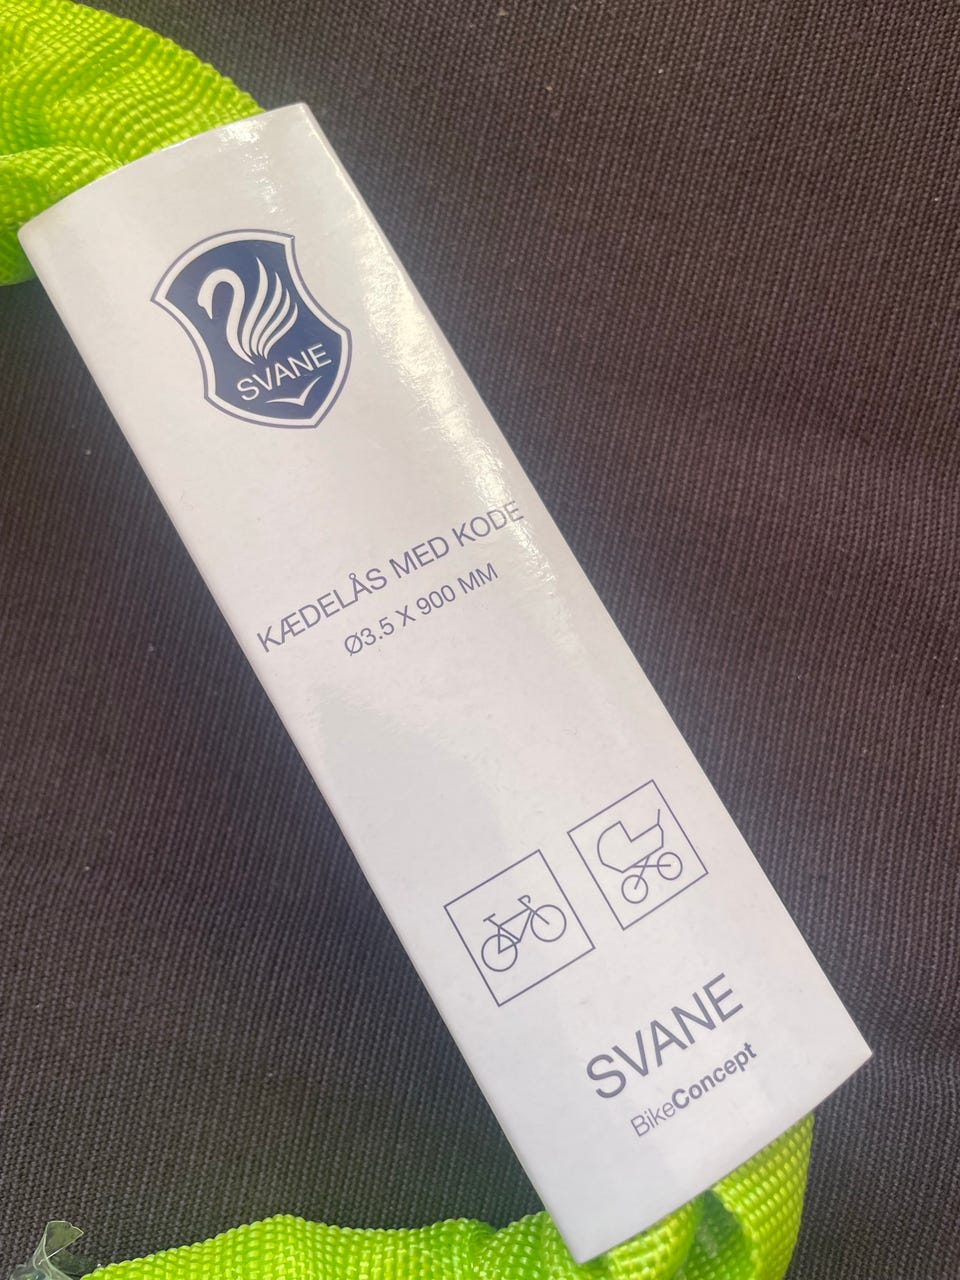 SVANE
KÆDELÅS MED KODE
Ø3.5 X 900 MM
SVANE
BikeConcept